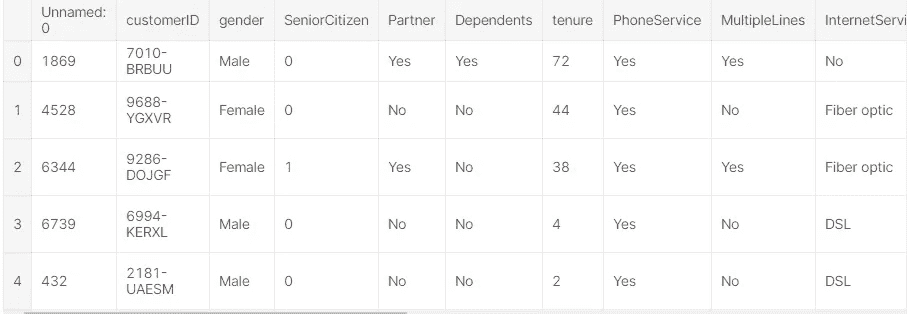 Unnamed: 0 customerID gender SeniorCitizen Partner Dependents tenure PhoneService MultipleLines InternetServi
0 1869 7010-BRBUU Male 0 Yes Yes 72 Yes Yes No
1 4528 9688-YGXVR Female 0 No No 44 Yes No Fiber optic
2 6344 9286-DOJGF Female 1 Yes No 38 Yes Yes Fiber optic
3 6739 6994-KERXL Male 0 No No 4 Yes No DSL
4 432 2181-UAESM Male 0 No No 2 Yes No DSL